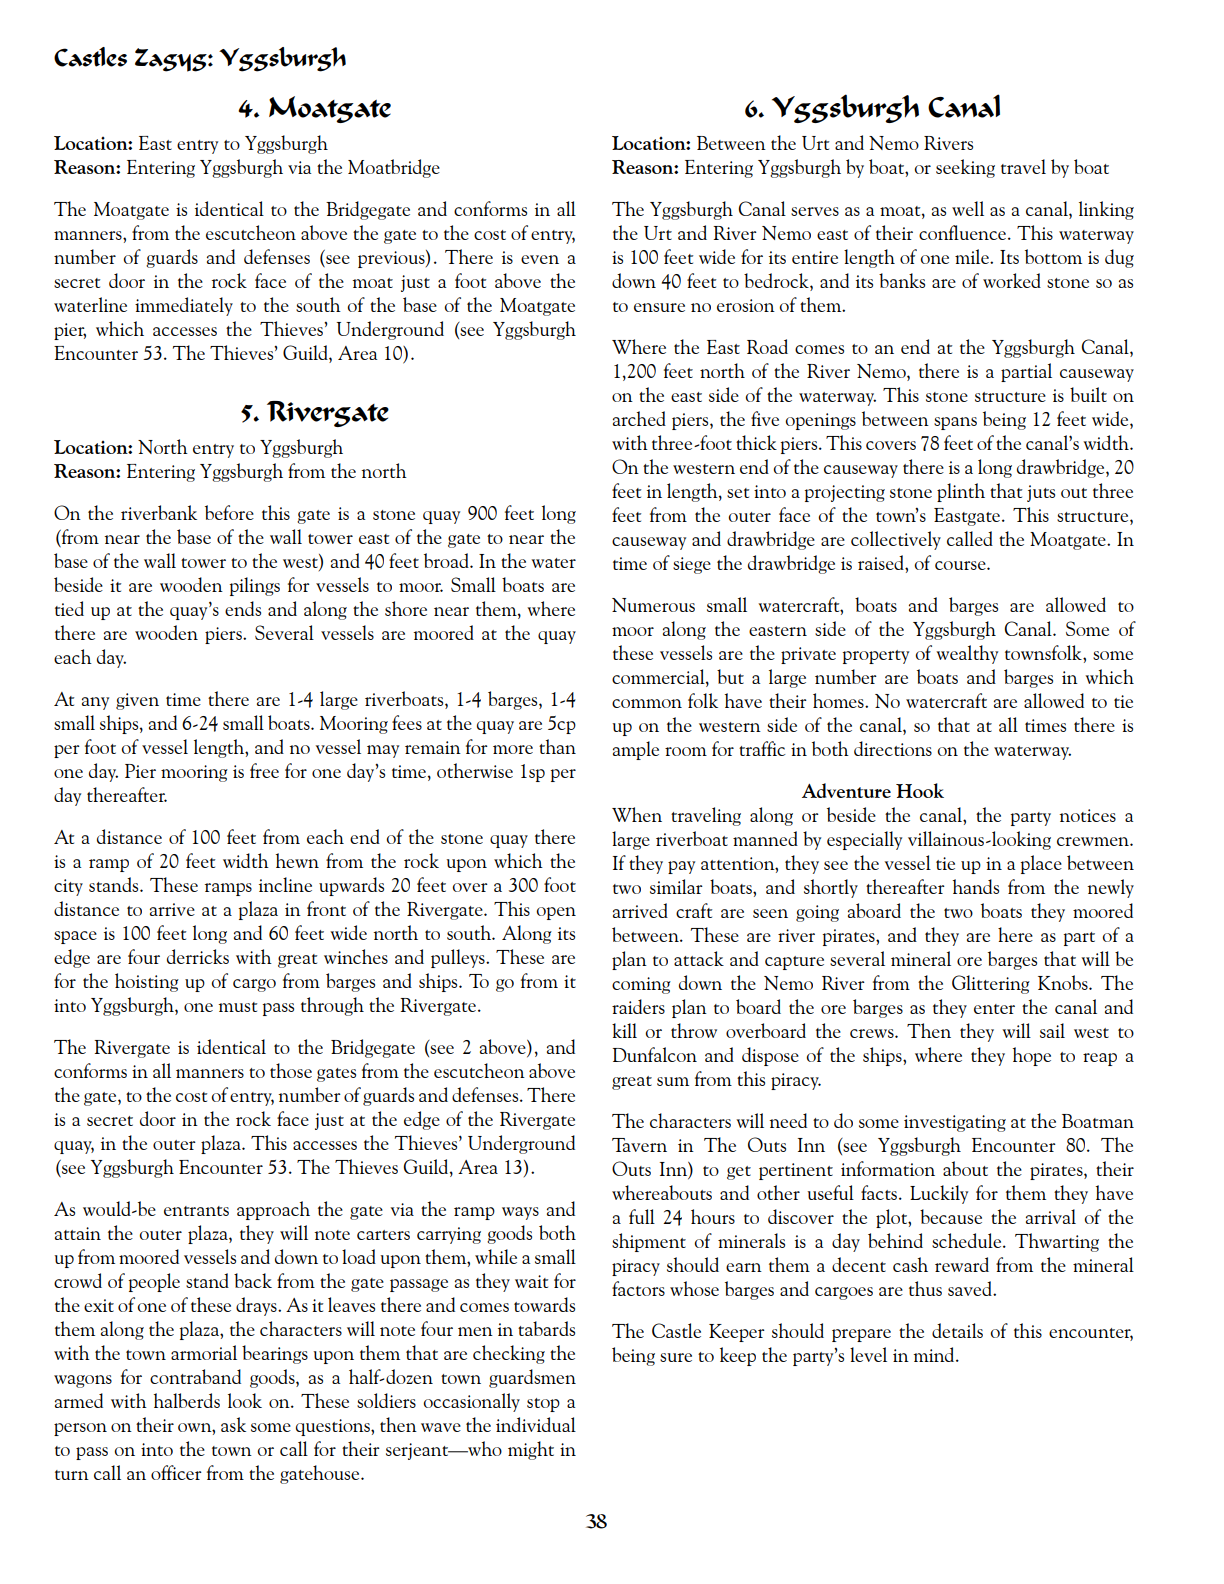 Castles Zagyg: Yggsburgh
4. Moatgate
Location: East entry to Yggsburgh
Reason: Entering Yggsburgh via the Moatbridge
The Moatgate is identical to the Bridgegate and conforms in all
manners, from the escutcheon above the gate to the cost of entry,
number of guards and defenses (see previous). There is even a
secret door in the rock face of the moat just a foot above the
waterline immediately to the south of the base of the Moatgate
pier, which accesses the Thieves' Underground (see Yggsburgh
Encounter 53. The Thieves' Guild, Area 10).
5. Rivergate
Location: North entry to Yggsburgh
Reason: Entering Yggsburgh from the north
On the riverbank before this gate is a stone quay 900 feet long
(from near the base of the wall tower east of the gate to near the
base of the wall tower to the west) and 40 feet broad. In the water
beside it are wooden pilings for vessels to moor. Small boats are
tied up at the quay's ends and along the shore near them, where
there are wooden piers. Several vessels are moored at the quay
each day.
At any given time there are 1-4 large riverboats, 1-4 barges, 1-4
small ships, and 6-24 small boats. Mooring fees at the quay are 5cp
per foot of vessel length, and no vessel may remain for more than
one day. Pier mooring is free for one day's time, otherwise 1sp per
day thereafter.
At a distance of 100 feet from each end of the stone quay there
is a ramp of 20 feet width hewn from the rock upon which the
city stands. These ramps incline upwards 20 feet over a 300 foot
distance to arrive at a plaza in front of the Rivergate. This open
space is 100 feet long and 60 feet wide north to south. Along its
edge are four derricks with great winches and pulleys. These are
for the hoisting up of cargo from barges and ships. To go from it
into Yggsburgh, one must pass through the Rivergate.
The Rivergate is identical to the Bridgegate (see 2 above), and
conforms in all manners to those gates from the escutcheon above
the gate, to the cost of entry, number of guards and defenses. There
is a secret door in the rock face just at the edge of the Rivergate
quay, in the outer plaza. This accesses the Thieves' Underground
(see Yggsburgh Encounter 53. The Thieves Guild, Area 13).
As would-be entrants approach the gate via the ramp ways and
attain the outer plaza, they will note carters carrying goods both
up from moored vessels and down to load upon them, while a small
crowd of people stand back from the gate passage as they wait for
the exit of one of these drays. As it leaves there and comes towards
them along the plaza, the characters will note four men in tabards
with the town armorial bearings upon them that are checking the
wagons for contraband goods, as a half-dozen town guardsmen
armed with halberds look on. These soldiers occasionally stop a
person on their own, ask some questions, then wave the individual
to pass on into the town or call for their serjeant—who might in
turn call an officer from the gatehouse.
6. Yggsburgh Canal
Location: Between the Urt and Nemo Rivers
Reason: Entering Yggsburgh by boat, or seeking travel by boat
The Yggsburgh Canal serves as a moat, as well as a canal, linking
the Urt and River Nemo east of their confluence. This waterway
is 100 feet wide for its entire length of one mile. Its bottom is dug
down 40 feet to bedrock, and its banks are of worked stone so as
to ensure no erosion of them.
Where the East Road comes to an end at the Yggsburgh Canal,
1,200 feet north of the River Nemo, there is a partial causeway
on the east side of the waterway. This stone structure is built on
arched piers, the five openings between spans being 12 feet wide,
with three-foot thick piers. This covers 78 feet of the canal's width.
On the western end of the causeway there is a long drawbridge, 20
feet in length, set into a projecting stone plinth that juts out three
feet from the outer face of the town's Eastgate. This structure,
causeway and drawbridge are collectively called the Moatgate. In
time of siege the drawbridge is raised, of course.
Numerous small watercraft, boats and barges are allowed to
moor along the eastern side of the Yggsburgh Canal. Some of
these vessels are the private property of wealthy townsfolk, some
commercial, but a large number are boats and barges in which
common folk have their homes. No watercraft are allowed to tie
up on the western side of the canal, so that at all times there is
ample room for traffic in both directions on the waterway.
Adventure Hook
When traveling along or beside the canal, the party notices a
large riverboat manned by especially villainous-looking crewmen.
If they pay attention, they see the vessel tie up in a place between
two similar boats, and shortly thereafter hands from the newly
arrived craft are seen going aboard the two boats they moored
between. These are river pirates, and they are here as part of a
plan to attack and capture several mineral ore barges that will be
coming down the Nemo River from the Glittering Knobs. The
raiders plan to board the ore barges as they enter the canal and
kill or throw overboard the crews. Then they will sail west to
Dunfalcon and dispose of the ships, where they hope to reap a
great sum from this piracy.
The characters will need to do some investigating at the Boatman
Tavern in The Outs Inn (see Yggsburgh Encounter 80. The
Outs Inn) to get pertinent information about the pirates, their
whereabouts and other useful facts. Luckily for them they have
a full 24 hours to discover the plot, because the arrival of the
shipment of minerals is a day behind schedule. Thwarting the
piracy should earn them a decent cash reward from the mineral
factors whose barges and cargoes are thus saved.
The Castle Keeper should prepare the details of this encounter,
being sure to keep the party's level in mind.
38